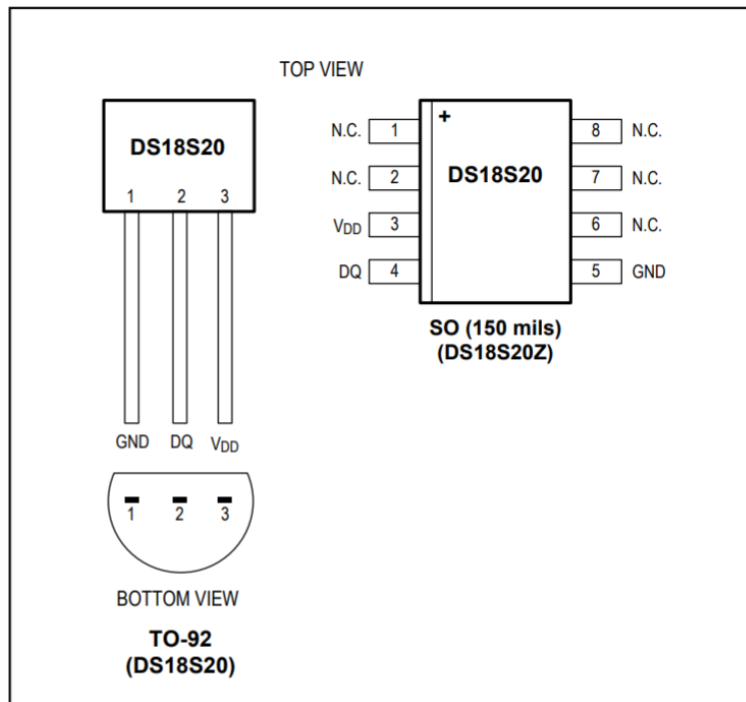 TOP VIEW
DS18S20
1 2 3
GND DQ VDD
1 2 3
BOTTOM VIEW
TO-92
(DS18S20)
+
DS18S20
N.C. 1
N.C. 2
VDD 3
DQ 4
8 N.C.
7 N.C.
6 N.C.
5 GND
SO (150 mils)
(DS18S20Z)